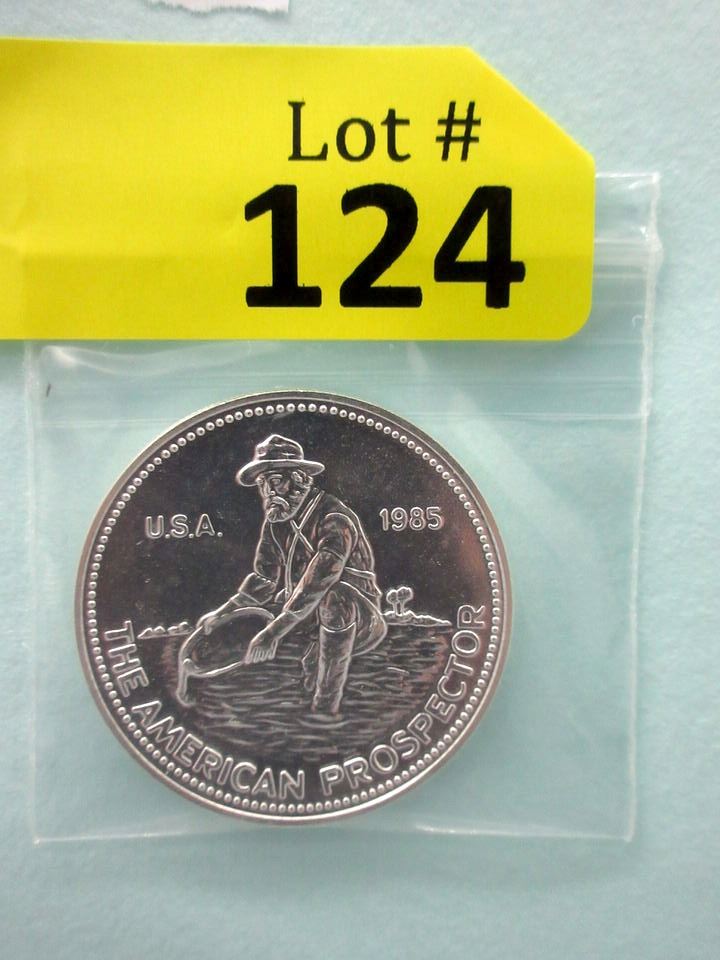 Lot #
124
U.S.A.
1985
THE AMERICAN PROSPECTOR